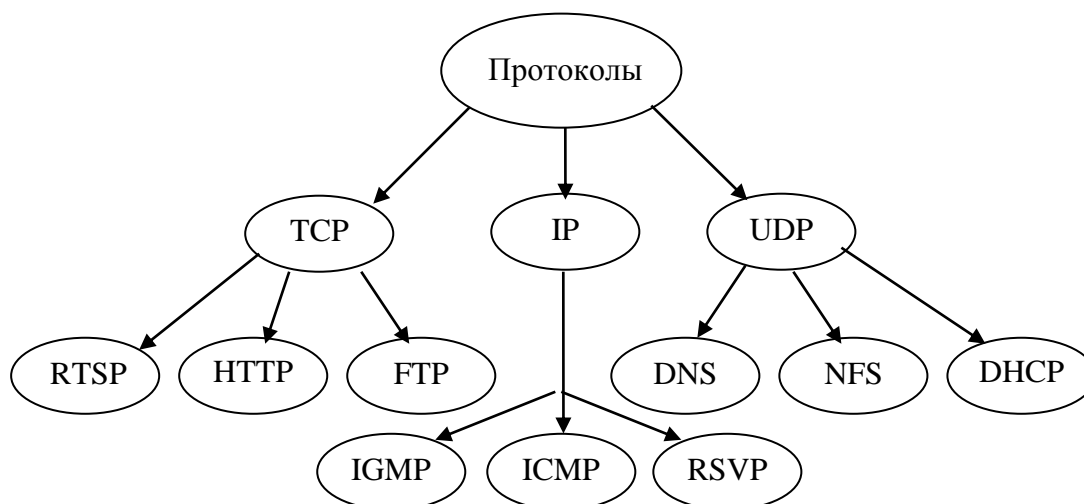 Протоколы
TCP
IP
UDP
RTSP
HTTP
FTP
DNS
NFS
DHCP
IGMP
ICMP
RSVP